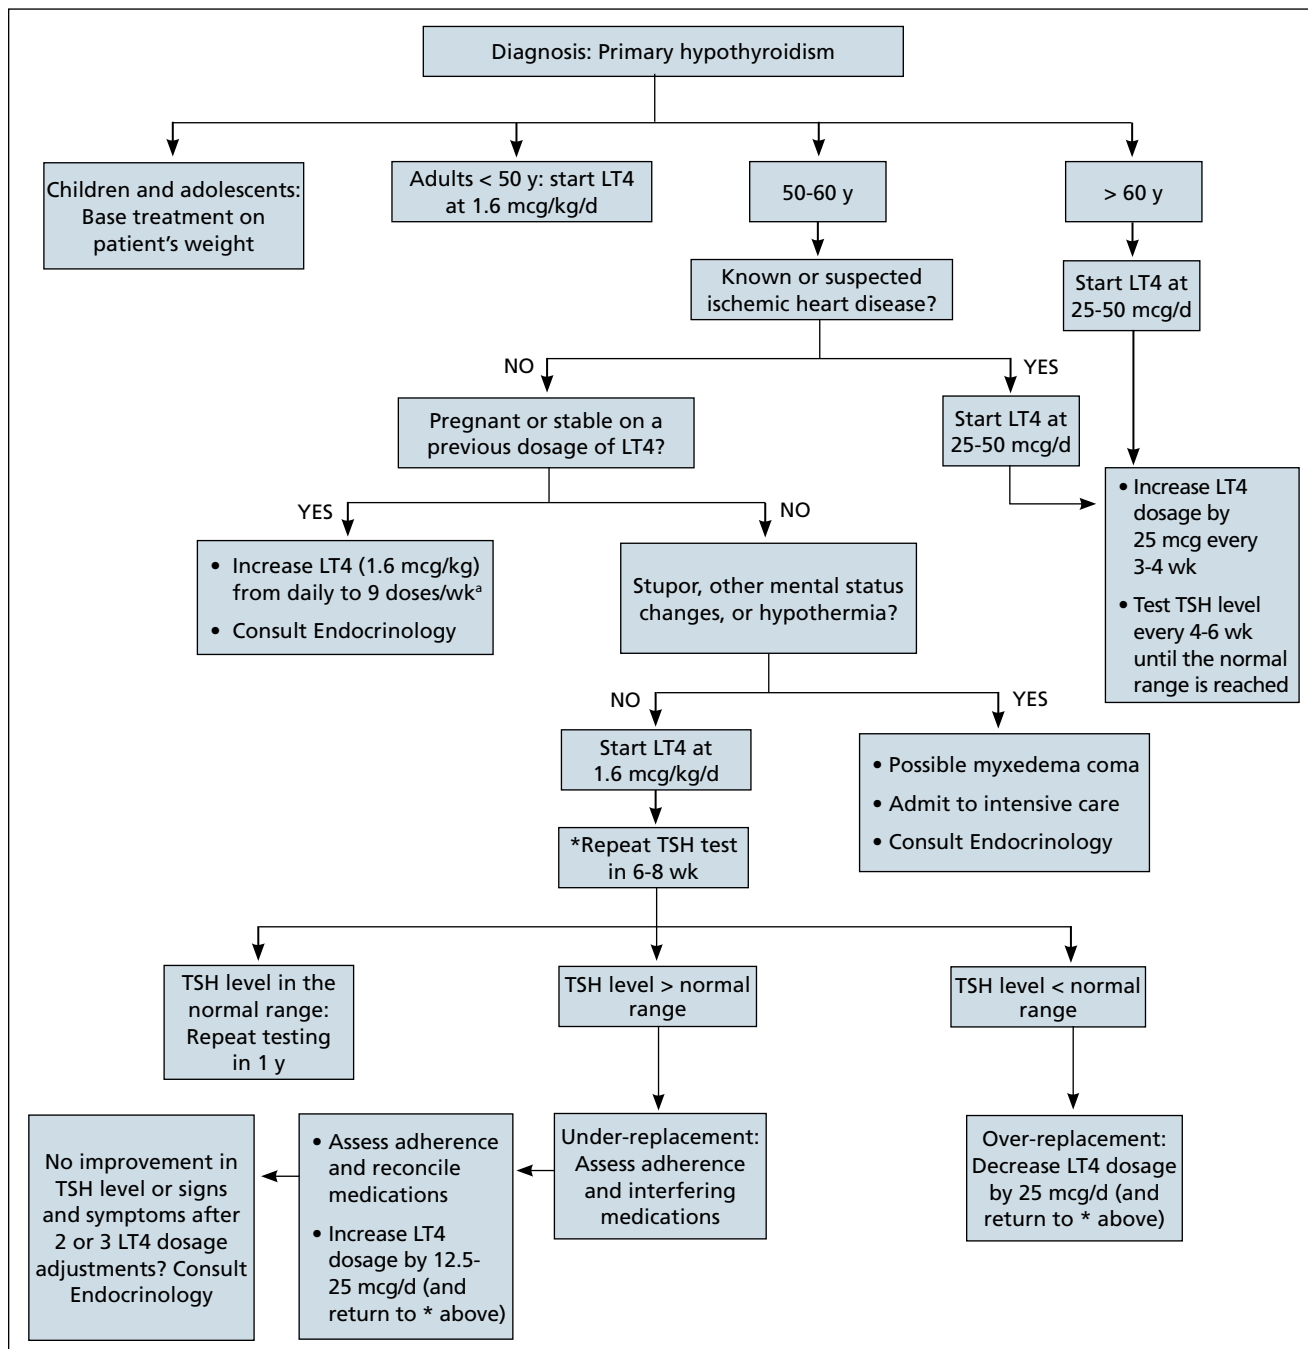 Diagnosis: Primary hypothyroidism
Children and adolescents:
Base treatment on
patient’s weight
Adults < 50 y: start LT4
at 1.6 mcg/kg/d
50-60 y
> 60 y
Known or suspected
ischemic heart disease?
Start LT4 at
25-50 mcg/d
NO
YES
Pregnant or stable on a
previous dosage of LT4?
Start LT4 at
25-50 mcg/d
• Increase LT4
dosage by
25 mcg every
3-4 wk
• Test TSH level
every 4-6 wk
until the normal
range is reached
YES
NO
• Increase LT4 (1.6 mcg/kg)
from daily to 9 doses/wkª
• Consult Endocrinology
Stupor, other mental status
changes, or hypothermia?
NO
YES
Start LT4 at
1.6 mcg/kg/d
• Possible myxedema coma
• Admit to intensive care
• Consult Endocrinology
*Repeat TSH test
in 6-8 wk
TSH level in the
normal range:
Repeat testing
in 1 y
TSH level > normal
range
TSH level < normal
range
No improvement in
TSH level or signs
and symptoms after
2 or 3 LT4 dosage
adjustments? Consult
Endocrinology
• Assess adherence
and reconcile
medications
• Increase LT4
dosage by 12.5-
25 mcg/d (and
return to * above)
Under-replacement:
Assess adherence
and interfering
medications
Over-replacement:
Decrease LT4 dosage
by 25 mcg/d (and
return to * above)